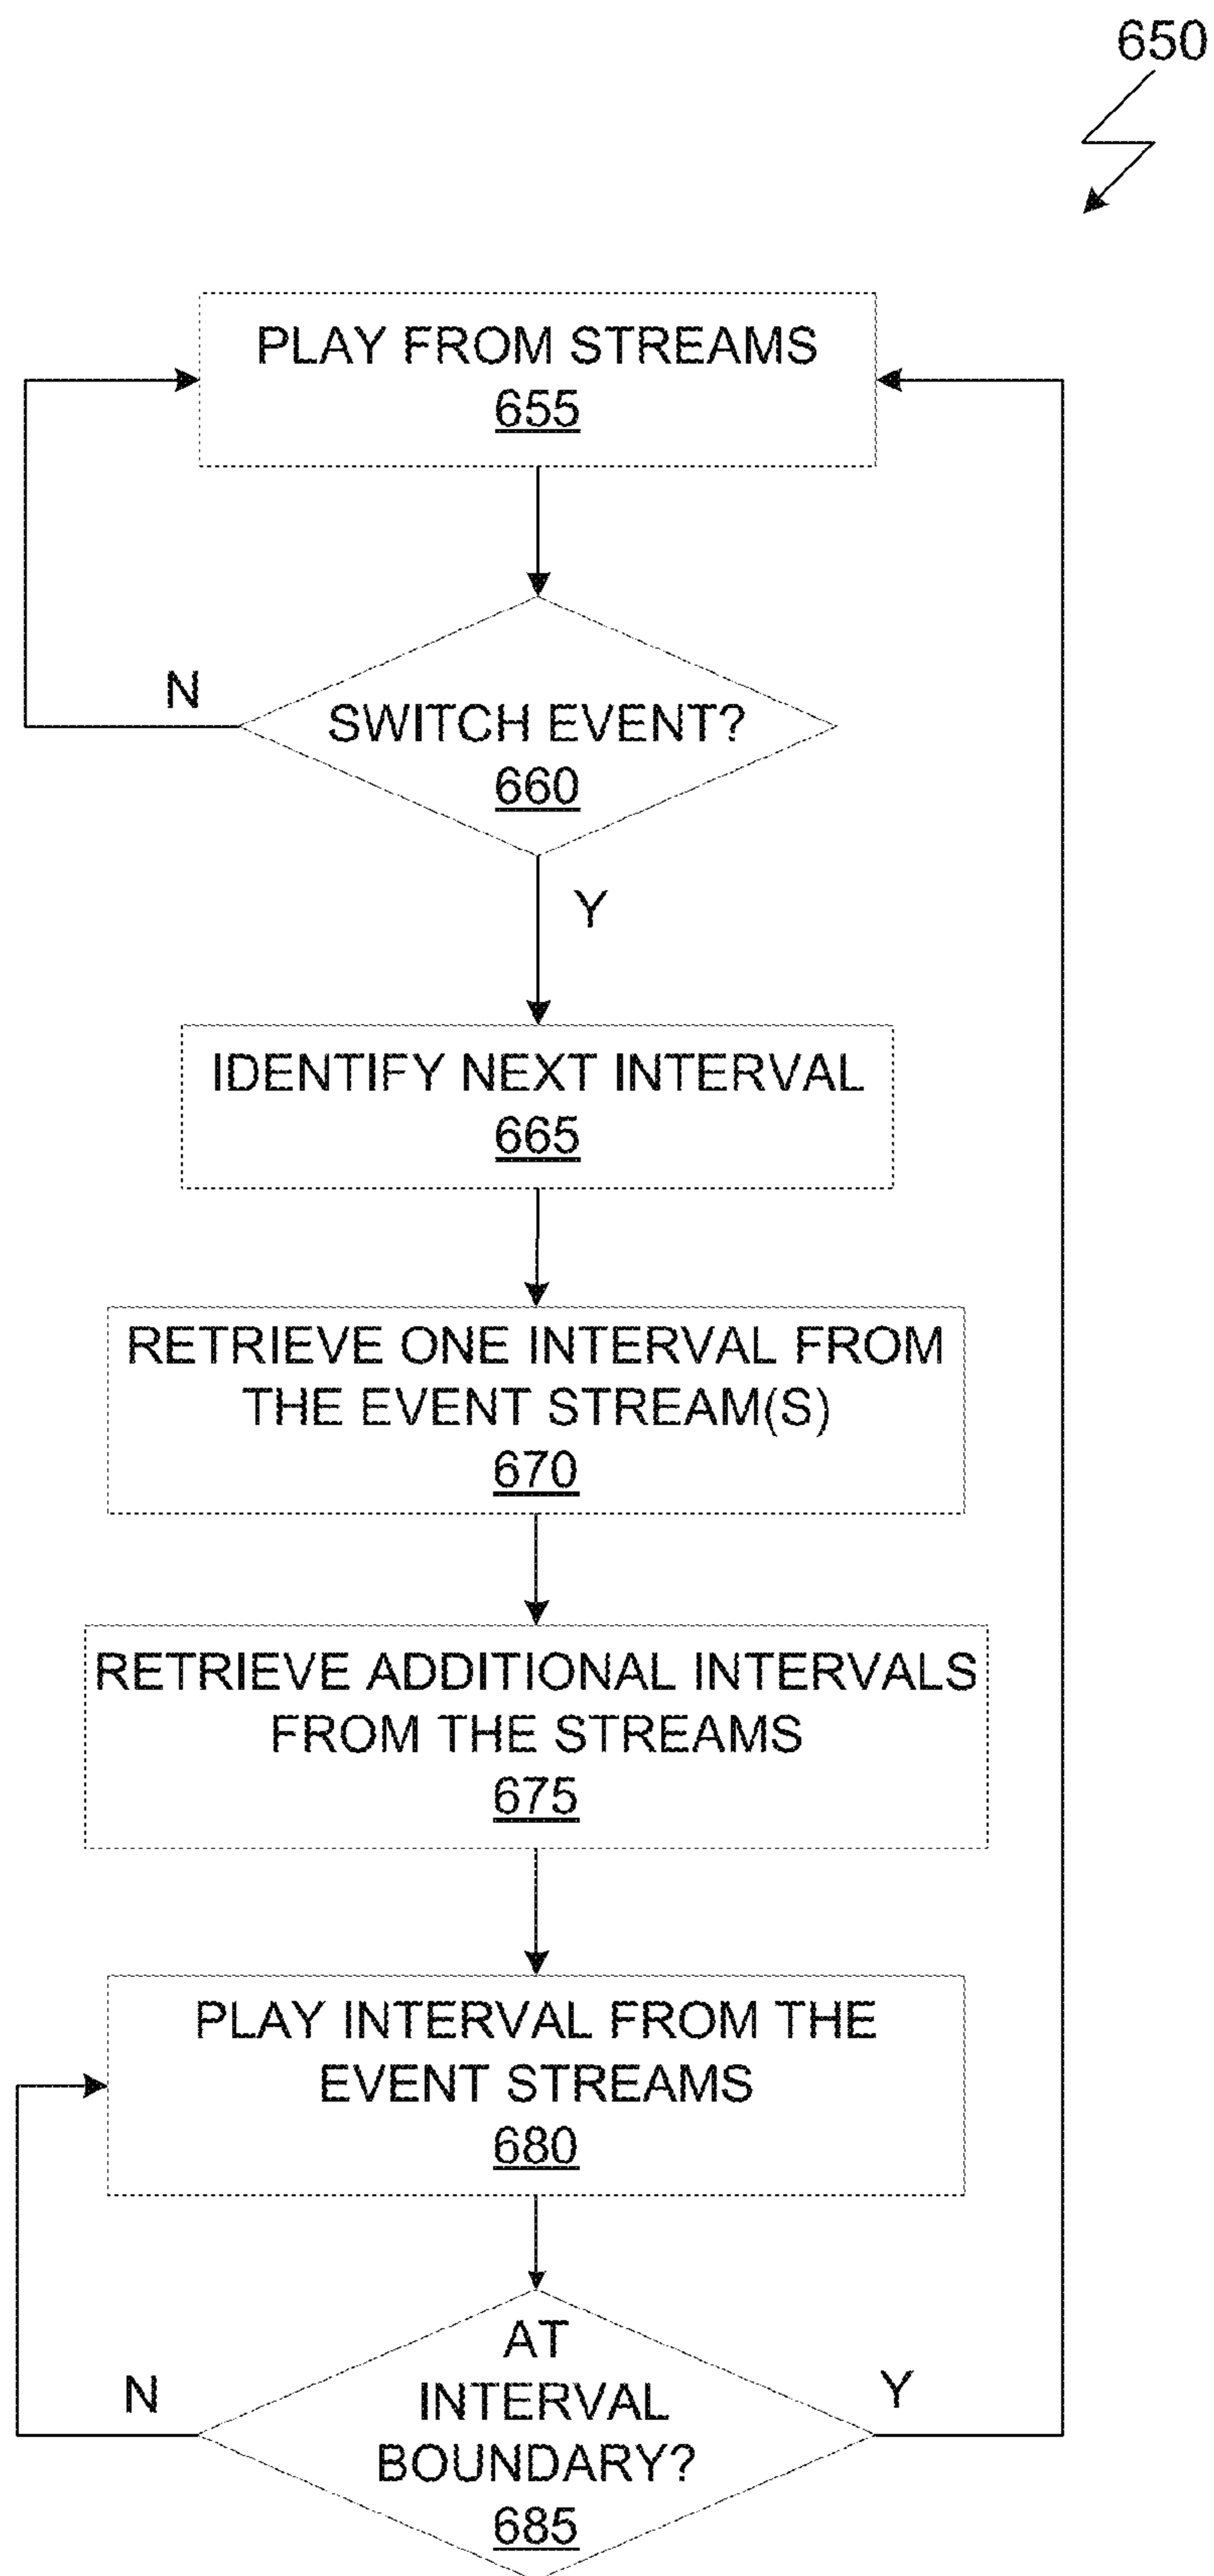 650
PLAY FROM STREAMS
655
N
SWITCH EVENT?
660
Y
IDENTIFY NEXT INTERVAL
665
RETRIEVE ONE INTERVAL FROM
THE EVENT STREAM(S)
670
RETRIEVE ADDITIONAL INTERVALS
FROM THE STREAMS
675
PLAY INTERVAL FROM THE
EVENT STREAMS
680
N
AT
INTERVAL
BOUNDARY?
685
Y